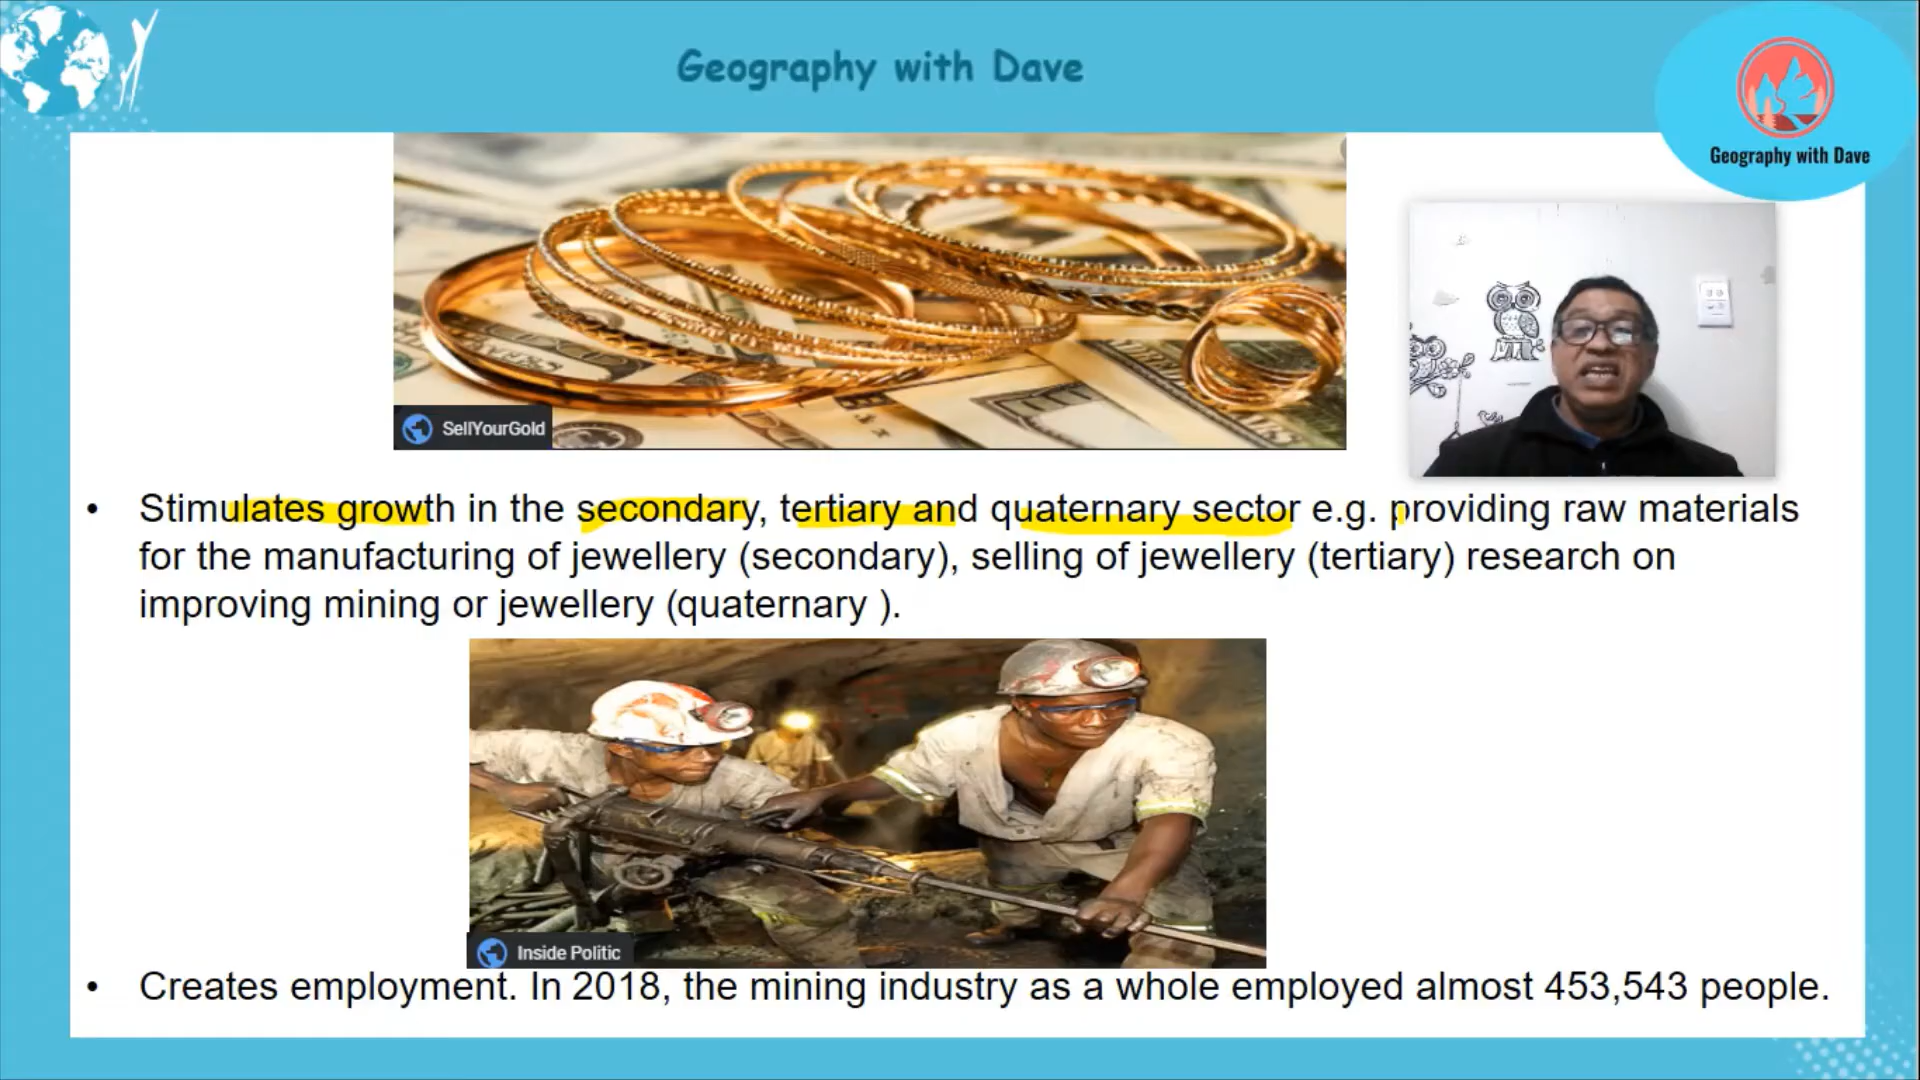 Geography with Dave
Geography with Dave
SellYourGold
• Stimulates growth in the secondary, tertiary and quaternary sector e.g. providing raw materials
for the manufacturing of jewellery (secondary), selling of jewellery (tertiary) research on
improving mining or jewellery (quaternary ).
Inside Politic
• Creates employment. In 2018, the mining industry as a whole employed almost 453,543 people.